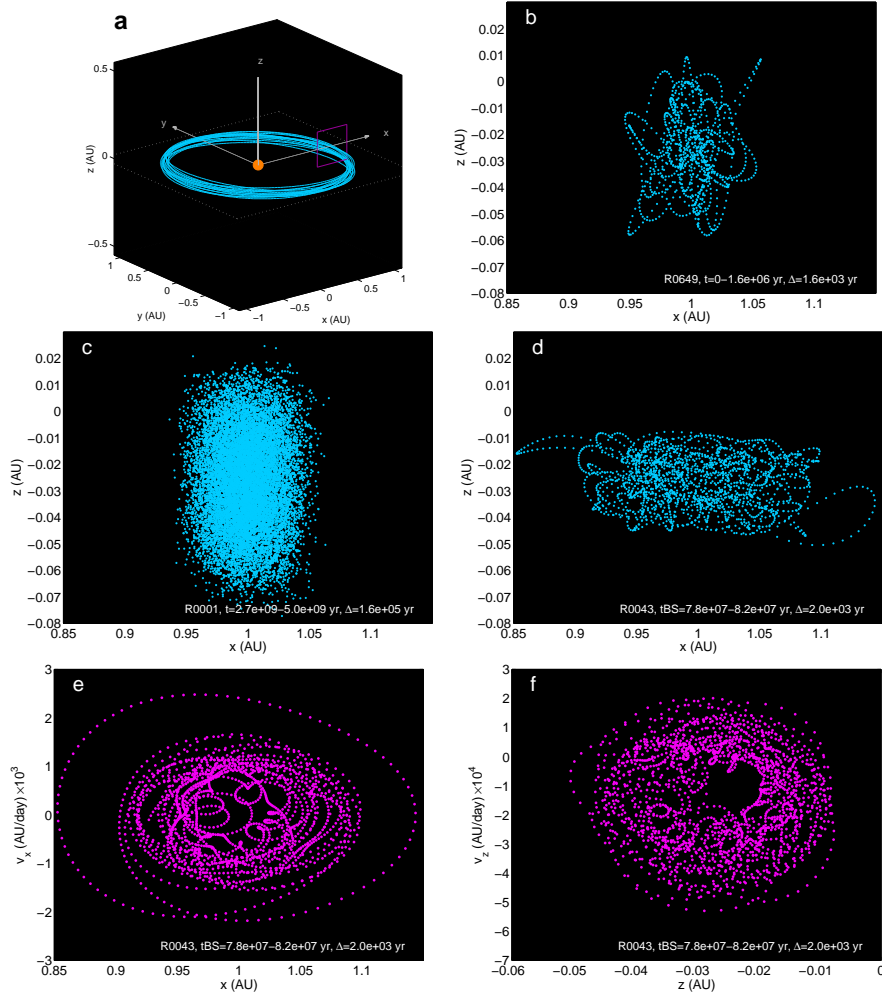 a
z
y
x
0.5
0
−0.5
z (AU)
1
0.5
0
−0.5
−1
y (AU)
−1
−0.5
0
0.5
1
x (AU)
b
0.02
0.01
0
−0.01
−0.02
−0.03
−0.04
−0.05
−0.06
−0.07
−0.08
z (AU)
R0649, t=0−1.6e+06 yr, Δ=1.6e+03 yr
0.85 0.9 0.95 1 1.05 1.1
x (AU)
c
0.02
0.01
0
−0.01
−0.02
−0.03
−0.04
−0.05
−0.06
−0.07
−0.08
z (AU)
R0001, t=2.7e+09−5.0e+09 yr, Δ=1.6e+05 yr
0.85 0.9 0.95 1 1.05 1.1
x (AU)
d
0.02
0.01
0
−0.01
−0.02
−0.03
−0.04
−0.05
−0.06
−0.07
−0.08
z (AU)
R0043, tBS=7.8e+07−8.2e+07 yr, Δ=2.0e+03 yr
0.85 0.9 0.95 1 1.05 1.1
x (AU)
e
3
2
1
0
−1
−2
−3
v_x (AU/day) ×10^3
R0043, tBS=7.8e+07−8.2e+07 yr, Δ=2.0e+03 yr
0.85 0.9 0.95 1 1.05 1.1
x (AU)
f
3
2
1
0
−1
−2
−3
−4
−5
−6
−7
v_z (AU/day) ×10^4
R0043, tBS=7.8e+07−8.2e+07 yr, Δ=2.0e+03 yr
−0.06 −0.05 −0.04 −0.03 −0.02 −0.01 0
z (AU)